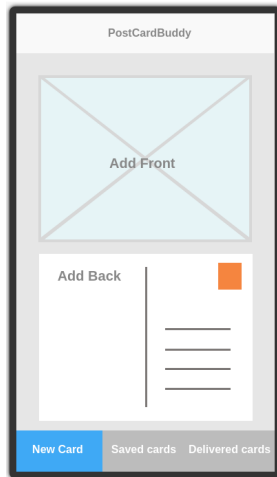 PostCardBuddy
Add Front
Add Back
New Card
Saved cards
Delivered cards